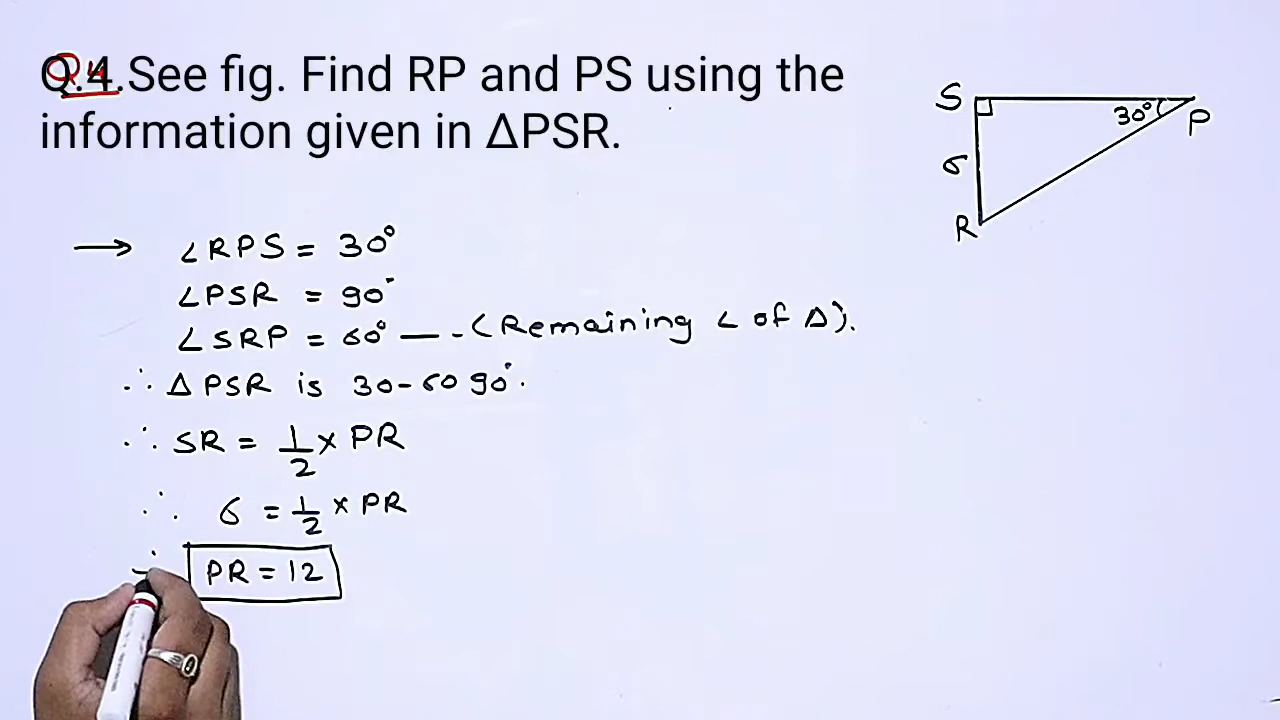 Q.4.See fig. Find RP and PS using the
information given in ΔPSR.
S
30°
P
6
R
→ ∠RPS = 30°
∠PSR = 90°
∠SRP = 60° — - (Remaining ∠ of Δ).
∴ Δ PSR is 30-60 90°.
∴ SR = 1/2 × PR
∴ 6 = 1/2 × PR
∴ PR = 12